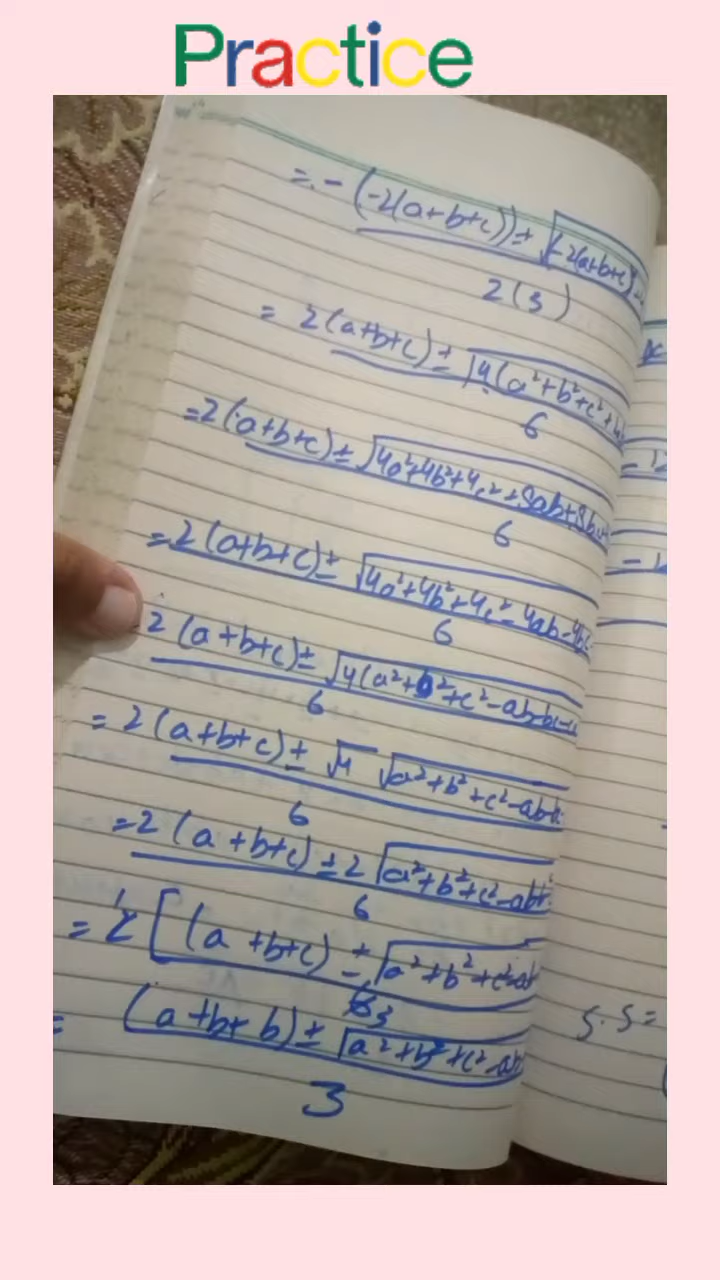 Practice
= - (-2(a+b+c)) ± √(-2(a+b+c)
2(3)
= 2(a+b+c) ± √4(a²+b²+c²+
6
=2(a+b+c) ± √4a²+4b²+4c²+8ab+8b
6
=2(a+b+c) ± √4a²+4b²+4c²-4ab-4bc-
6
2(a+b+c) ± √4(a²+b²+c²-ab-bc-c
6
= 2(a+b+c) ± √4 √a²+b²+c²-ab-b
6
=2(a+b+c) ± 2√a²+b²+c²-ab
6
= 2[(a+b+c) ± √a²+b²+c²-ab
6 3
= (a+b+b) ± √a²+b²+c²-ab
3
S.S=